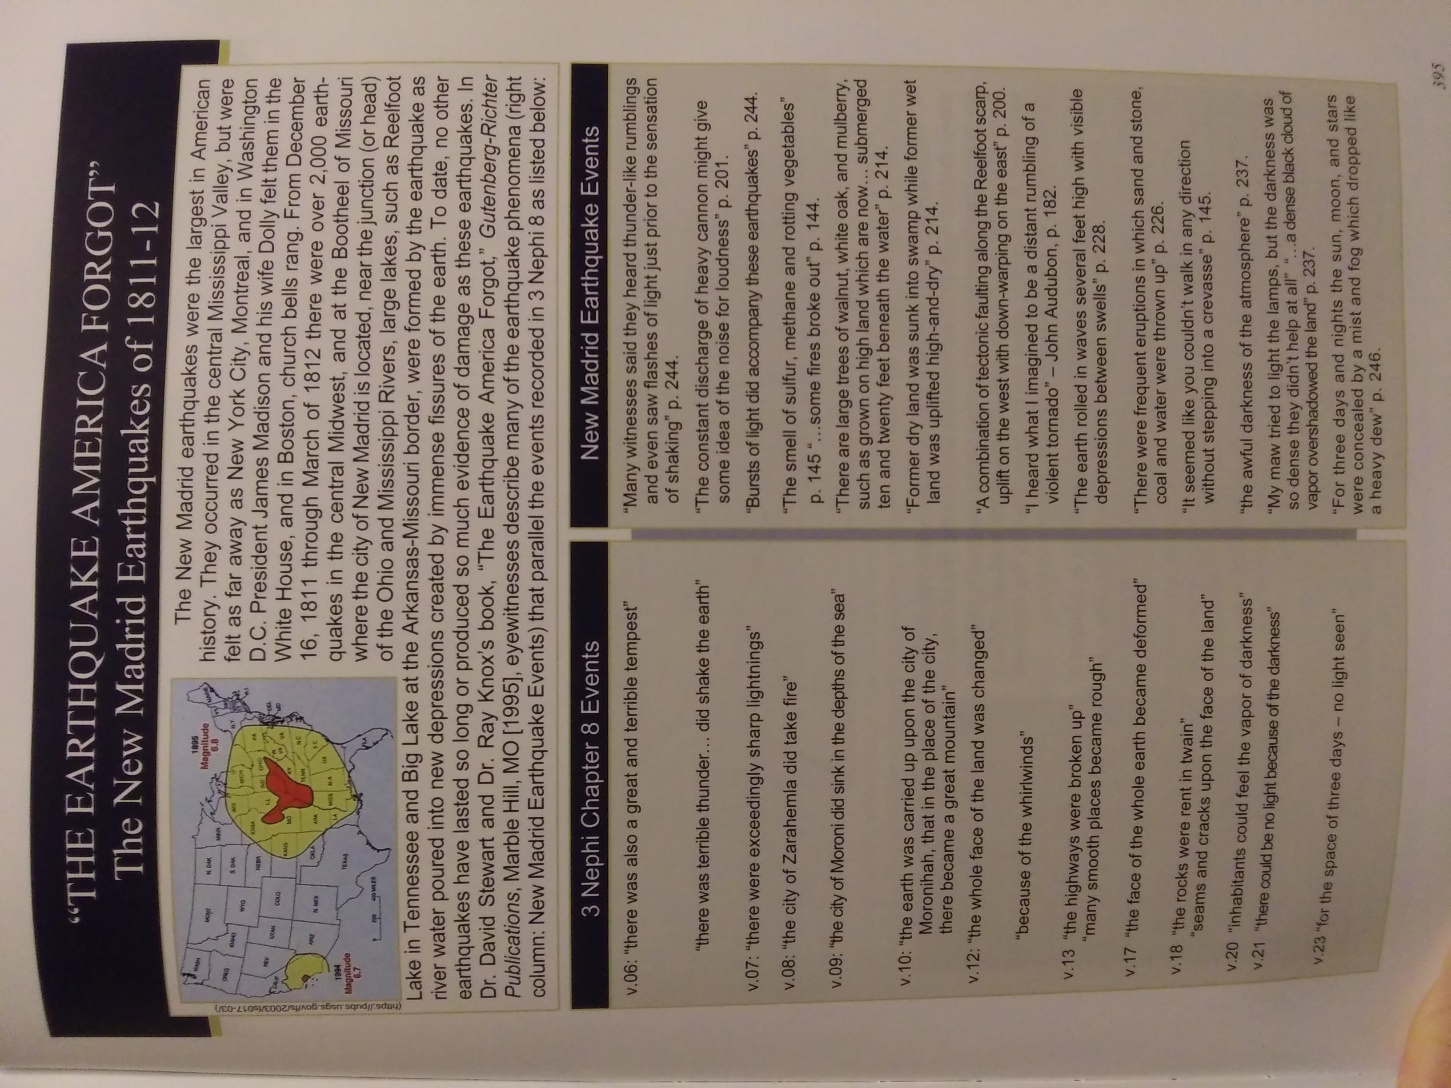 "THE EARTHQUAKE AMERICA FORGOT"
The New Madrid Earthquakes of 1811-12
(https://pubs.usgs.gov/fs/2003/fs017-03/)
1895
Magnitude
6.8
1994
Magnitude
6.7
The New Madrid earthquakes were the largest in American
history. They occurred in the central Mississippi Valley, but were
felt as far away as New York City, Montreal, and in Washington
D.C. President James Madison and his wife Dolly felt them in the
White House, and in Boston, church bells rang. From December
16, 1811 through March of 1812 there were over 2,000 earth-
quakes in the central Midwest, and at the Bootheel of Missouri
where the city of New Madrid is located, near the junction (or head)
of the Ohio and Mississippi Rivers, large lakes, such as Reelfoot
Lake in Tennessee and Big Lake at the Arkansas-Missouri border, were formed by the earthquake as
river water poured into new depressions created by immense fissures of the earth. To date, no other
earthquakes have lasted so long or produced so much evidence of damage as these earthquakes. In
Dr. David Stewart and Dr. Ray Knox's book, "The Earthquake America Forgot," Gutenberg-Richter
Publications, Marble Hill, MO [1995], eyewitnesses describe many of the earthquake phenomena (right
column: New Madrid Earthquake Events) that parallel the events recorded in 3 Nephi 8 as listed below:
3 Nephi Chapter 8 Events
v.06: "there was also a great and terrible tempest"
"there was terrible thunder... did shake the earth"
v.07: "there were exceedingly sharp lightnings"
v.08: "the city of Zarahemla did take fire"
v.09: "the city of Moroni did sink in the depths of the sea"
v.10: "the earth was carried up upon the city of
Moronihah, that in the place of the city,
there became a great mountain"
v.12: "the whole face of the land was changed"
"because of the whirlwinds"
v.13 "the highways were broken up"
"many smooth places became rough"
v.17 "the face of the whole earth became deformed"
v.18 "the rocks were rent in twain"
"seams and cracks upon the face of the land"
v.20 "inhabitants could feel the vapor of darkness"
v.21 "there could be no light because of the darkness"
v.23 "for the space of three days – no light seen"
New Madrid Earthquake Events
"Many witnesses said they heard thunder-like rumblings
and even saw flashes of light just prior to the sensation
of shaking" p. 244.
"The constant discharge of heavy cannon might give
some idea of the noise for loudness" p. 201.
"Bursts of light did accompany these earthquakes" p. 244.
"The smell of sulfur, methane and rotting vegetables"
p. 145 "...some fires broke out" p. 144.
"There are large trees of walnut, white oak, and mulberry,
such as grown on high land which are now... submerged
ten and twenty feet beneath the water" p. 214.
"Former dry land was sunk into swamp while former wet
land was uplifted high-and-dry" p. 214.
"A combination of tectonic faulting along the Reelfoot scarp,
uplift on the west with down-warping on the east" p. 200.
"I heard what I imagined to be a distant rumbling of a
violent tornado" – John Audubon, p. 182.
"The earth rolled in waves several feet high with visible
depressions between swells" p. 228.
"There were frequent eruptions in which sand and stone,
coal and water were thrown up" p. 226.
"It seemed like you couldn't walk in any direction
without stepping into a crevasse" p. 145.
"the awful darkness of the atmosphere" p. 237.
"My maw tried to light the lamps, but the darkness was
so dense they didn't help at all" "...a dense black cloud of
vapor overshadowed the land" p. 237.
"For three days and nights the sun, moon, and stars
were concealed by a mist and fog which dropped like
a heavy dew" p. 246.
395